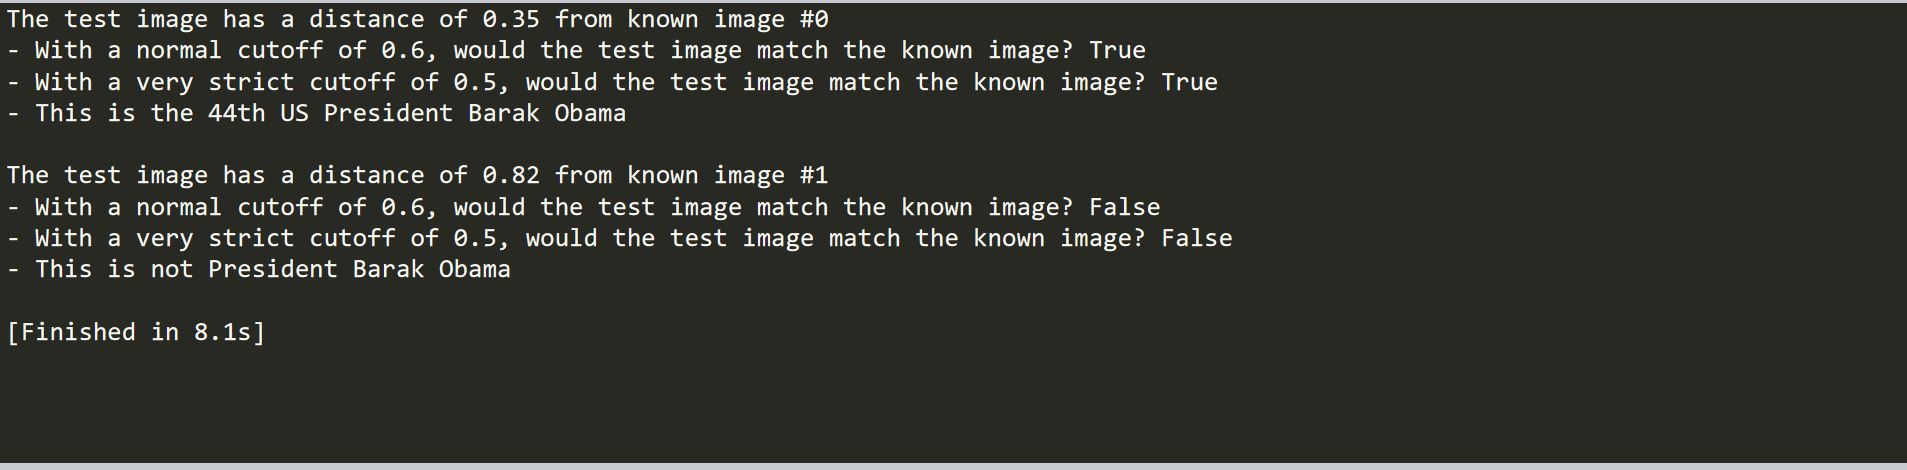 The test image has a distance of 0.35 from known image #0
- With a normal cutoff of 0.6, would the test image match the known image? True
- With a very strict cutoff of 0.5, would the test image match the known image? True
- This is the 44th US President Barak Obama
The test image has a distance of 0.82 from known image #1
- With a normal cutoff of 0.6, would the test image match the known image? False
- With a very strict cutoff of 0.5, would the test image match the known image? False
- This is not President Barak Obama
[Finished in 8.1s]